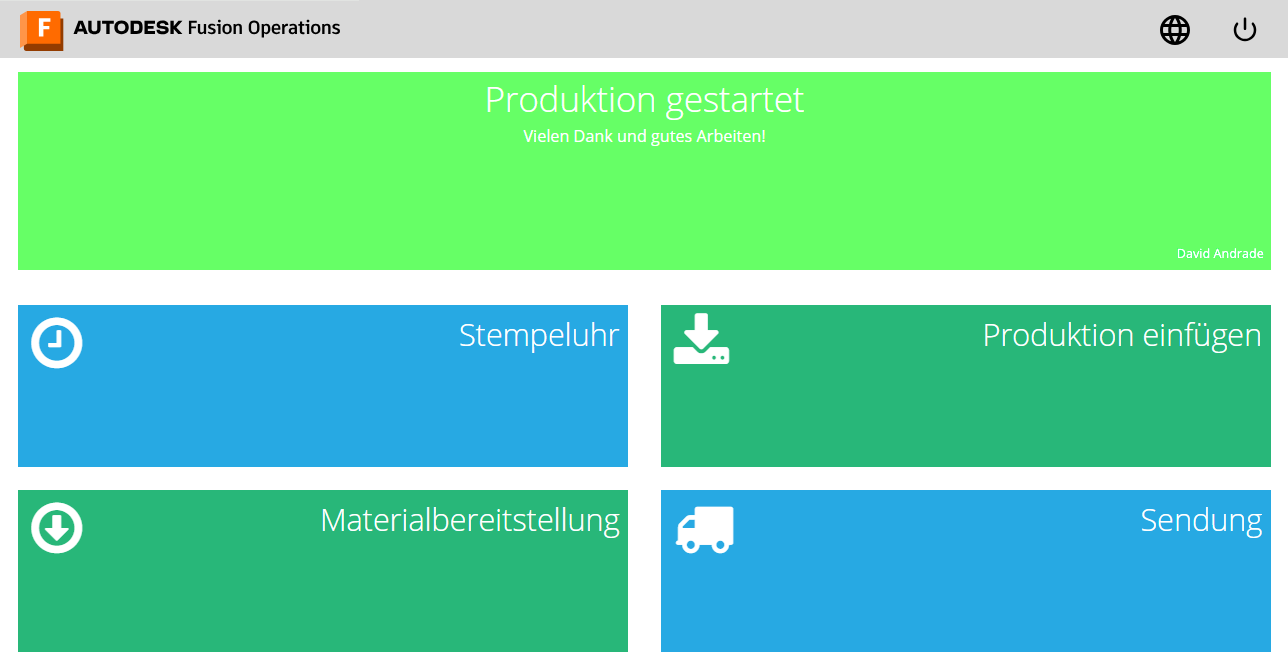 F AUTODESK Fusion Operations
Produktion gestartet
Vielen Dank und gutes Arbeiten!
David Andrade
Stempeluhr
Produktion einfügen
Materialbereitstellung
Sendung